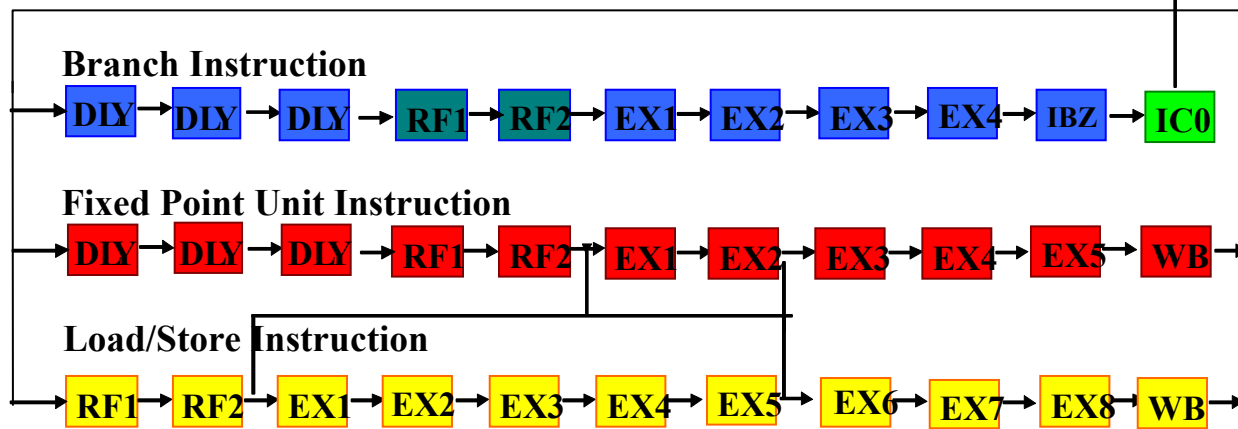 Branch Instruction
DLY DLY DLY RF1 RF2 EX1 EX2 EX3 EX4 IBZ IC0
Fixed Point Unit Instruction
DLY DLY DLY RF1 RF2 EX1 EX2 EX3 EX4 EX5 WB
Load/Store Instruction
RF1 RF2 EX1 EX2 EX3 EX4 EX5 EX6 EX7 EX8 WB